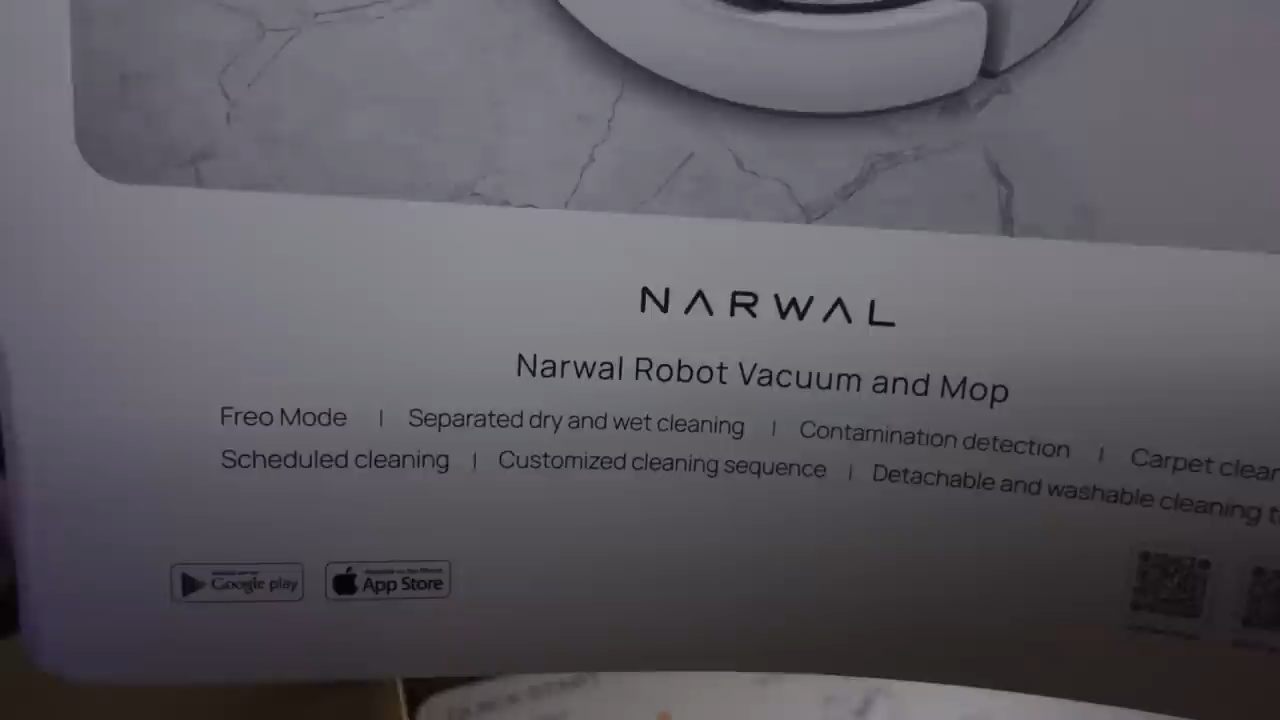 NARWAL
Narwal Robot Vacuum and Mop
Freo Mode | Separated dry and wet cleaning | Contamination detection | Carpet
Scheduled cleaning | Customized cleaning sequence | Detachable and washable cleaning
Google play
App Store